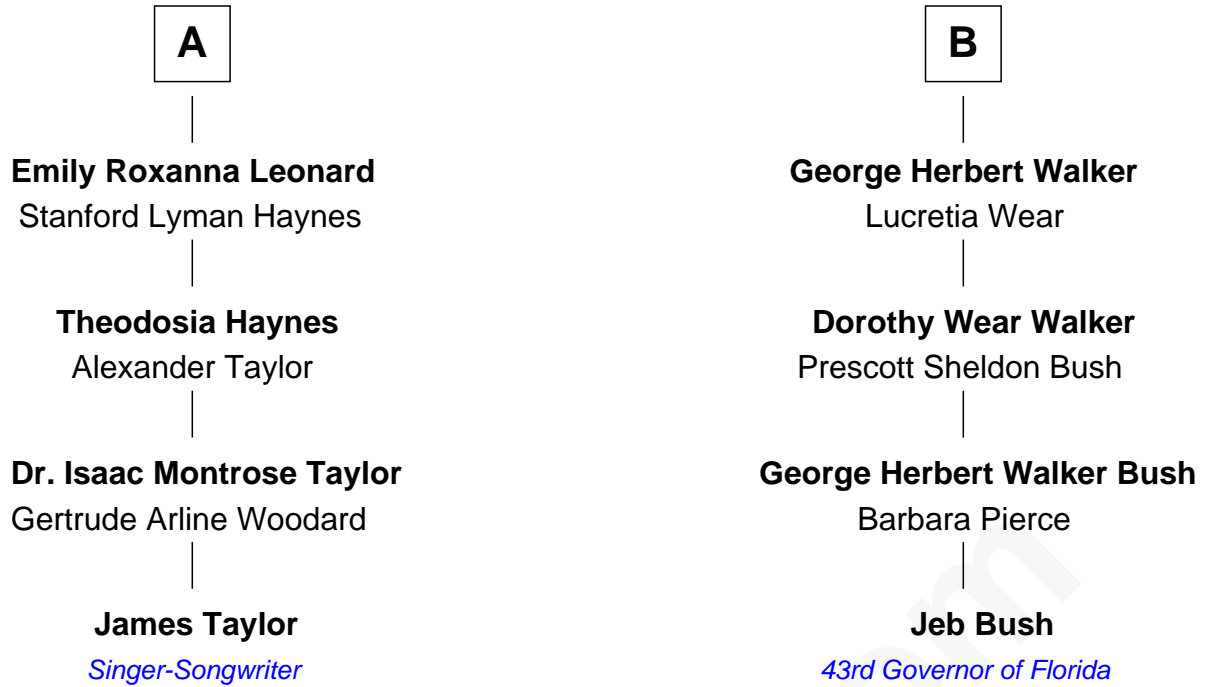 A
B
Emily Roxanna Leonard
Stanford Lyman Haynes
George Herbert Walker
Lucretia Wear
Theodosia Haynes
Alexander Taylor
Dorothy Wear Walker
Prescott Sheldon Bush
Dr. Isaac Montrose Taylor
Gertrude Arline Woodard
George Herbert Walker Bush
Barbara Pierce
James Taylor
Singer-Songwriter
Jeb Bush
43rd Governor of Florida